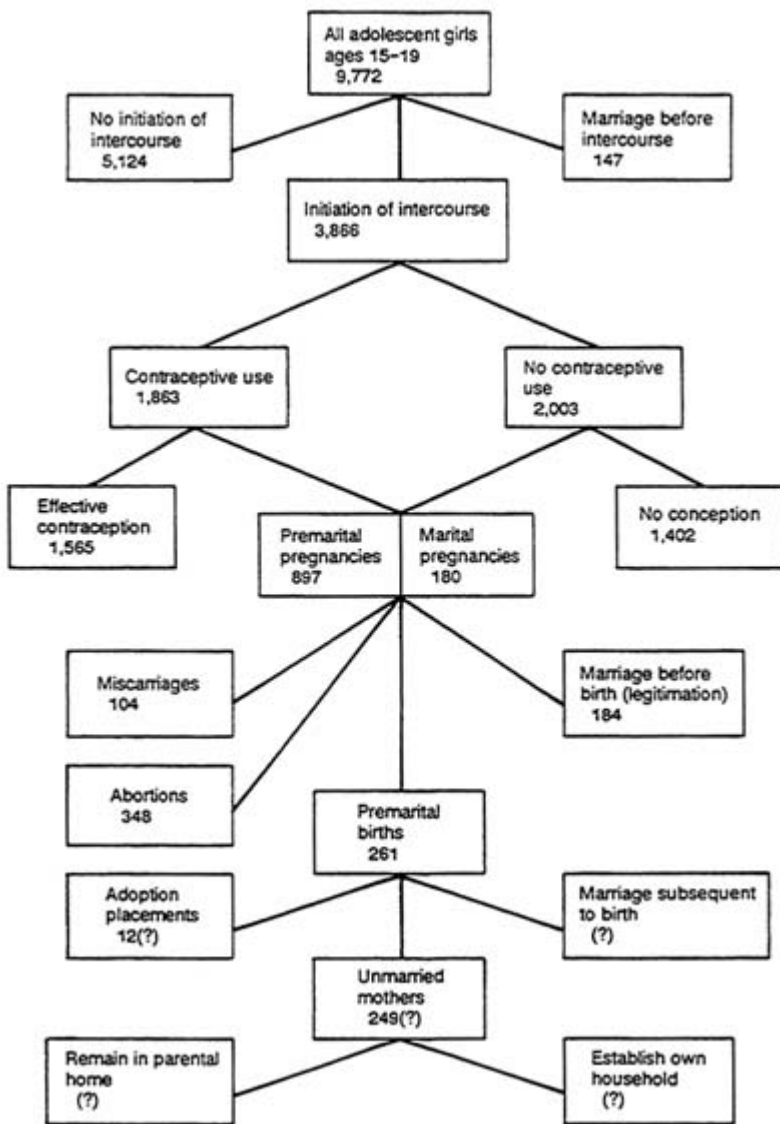 All adolescent girls
ages 15–19
9,772
No initiation of
intercourse
5,124
Marriage before
intercourse
147
Initiation of intercourse
3,866
Contraceptive use
1,863
No contraceptive
use
2,003
Effective
contraception
1,565
Premarital
pregnancies
897
Marital
pregnancies
180
No conception
1,402
Miscarriages
104
Marriage before
birth (legitimation)
184
Abortions
348
Premarital
births
261
Adoption
placements
12(?)
Marriage subsequent
to birth
(?)
Unmarried
mothers
249(?)
Remain in parental
home
(?)
Establish own
household
(?)